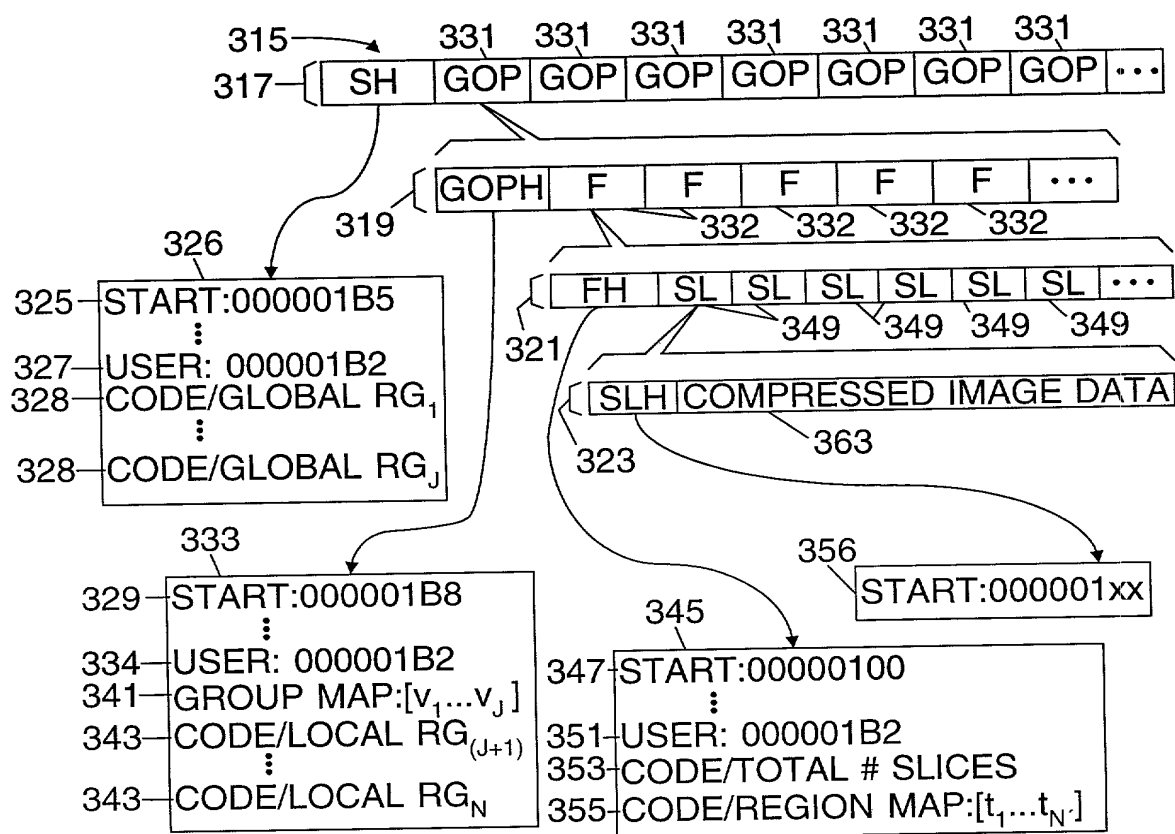 315 331 331 331 331 331 331 331
317 SH GOP GOP GOP GOP GOP GOP GOP ...
319 GOPH F F F F F ...
332 332 332 332
326
325 START:000001B5
327 USER: 000001B2
328 CODE/GLOBAL RG1
328 CODE/GLOBAL RGJ
321 FH SL SL SL SL SL SL ...
349 349 349 349
323 SLH COMPRESSED IMAGE DATA
363
333
329 START:000001B8
334 USER: 000001B2
341 GROUP MAP:[v1...vJ]
343 CODE/LOCAL RG(J+1)
343 CODE/LOCAL RGN
356 START:000001xx
345
347 START:00000100
351 USER: 000001B2
353 CODE/TOTAL # SLICES
355 CODE/REGION MAP:[t1...tN´]